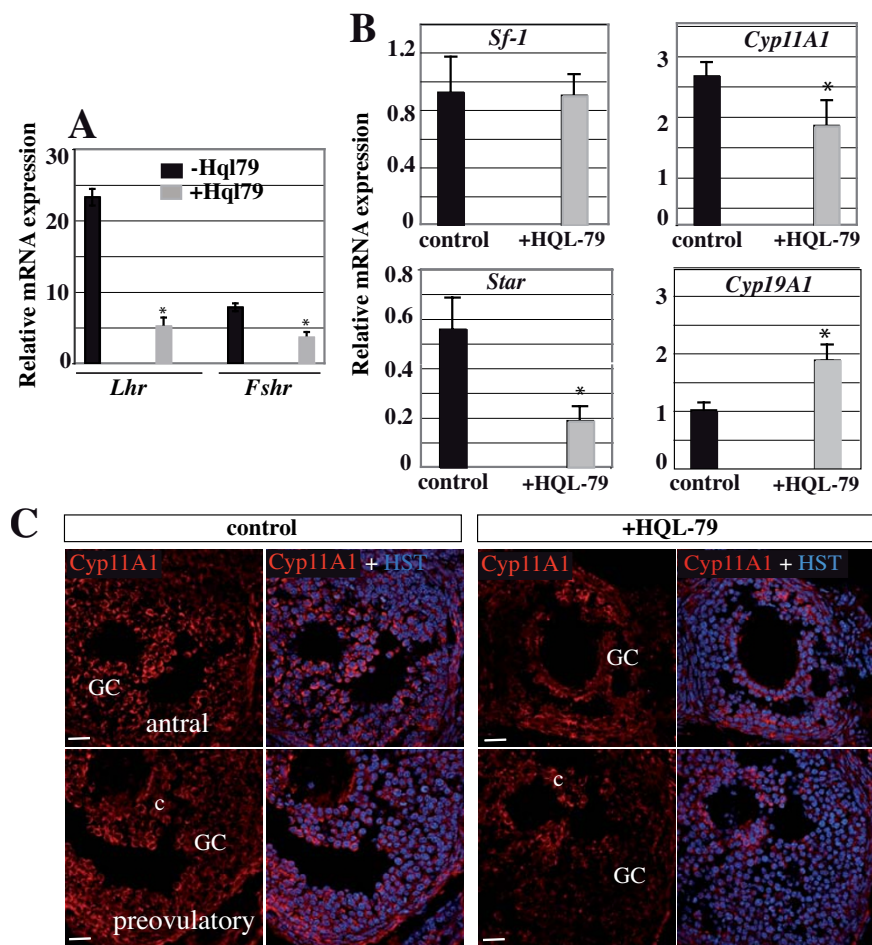 A
Relative mRNA expression
30
20
10
0
-Hql79
+Hql79
*
*
Lhr
Fshr
B
Relative mRNA expression
Sf-1
1.2
0.8
0.4
0
control
+HQL-79
Cyp11A1
3
2
1
0
*
control
+HQL-79
Star
0.8
0.6
0.4
0.2
0
*
control
+HQL-79
Cyp19A1
3
2
1
0
*
control
+HQL-79
C
control
+HQL-79
Cyp11A1
Cyp11A1 + HST
Cyp11A1
Cyp11A1 + HST
GC
antral
GC
c
GC
preovulatory
c
GC